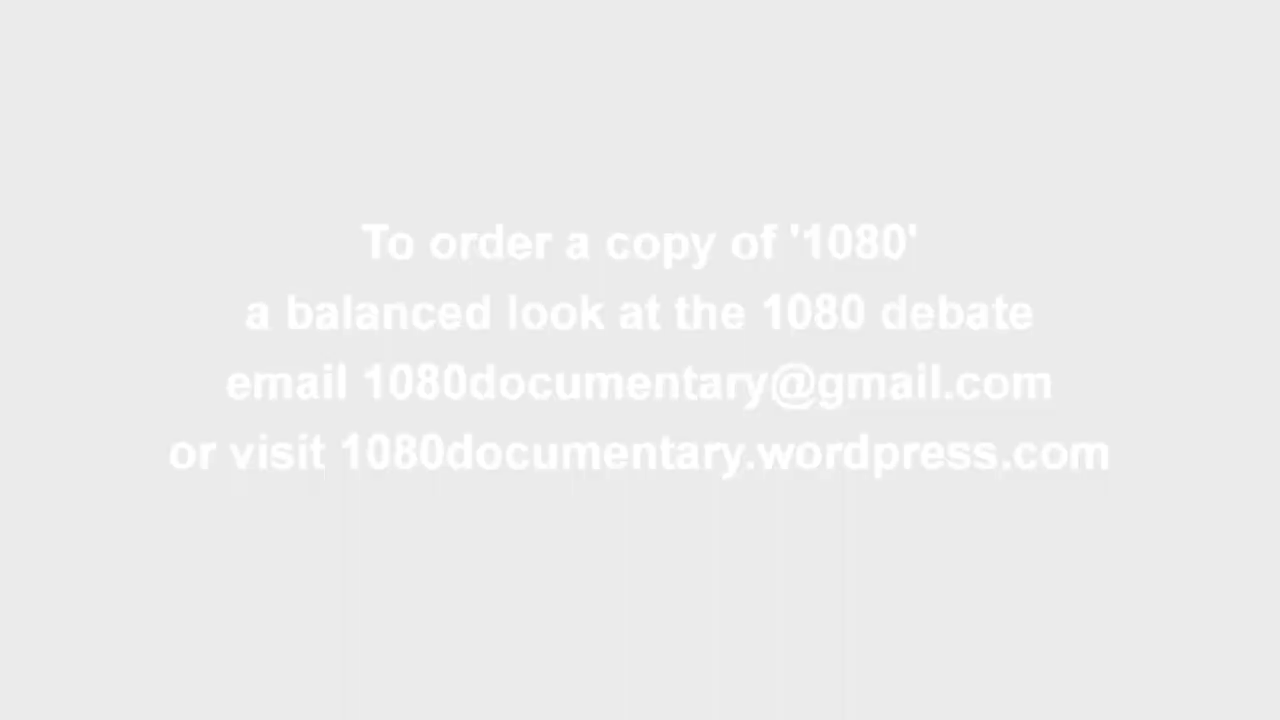 To order a copy of '1080'
a balanced look at the 1080 debate
email 1080documentary@gmail.com
or visit 1080documentary.wordpress.com